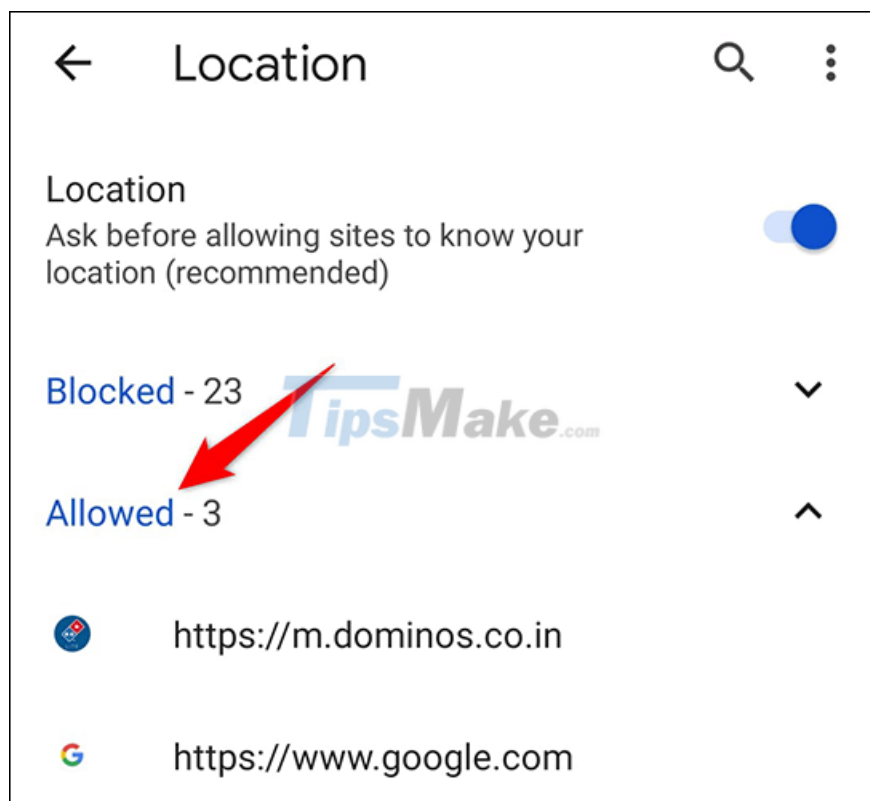 Location
Location
Ask before allowing sites to know your
location (recommended)
Blocked - 23
TipsMake.com
Allowed - 3
https://m.dominos.co.in
https://www.google.com